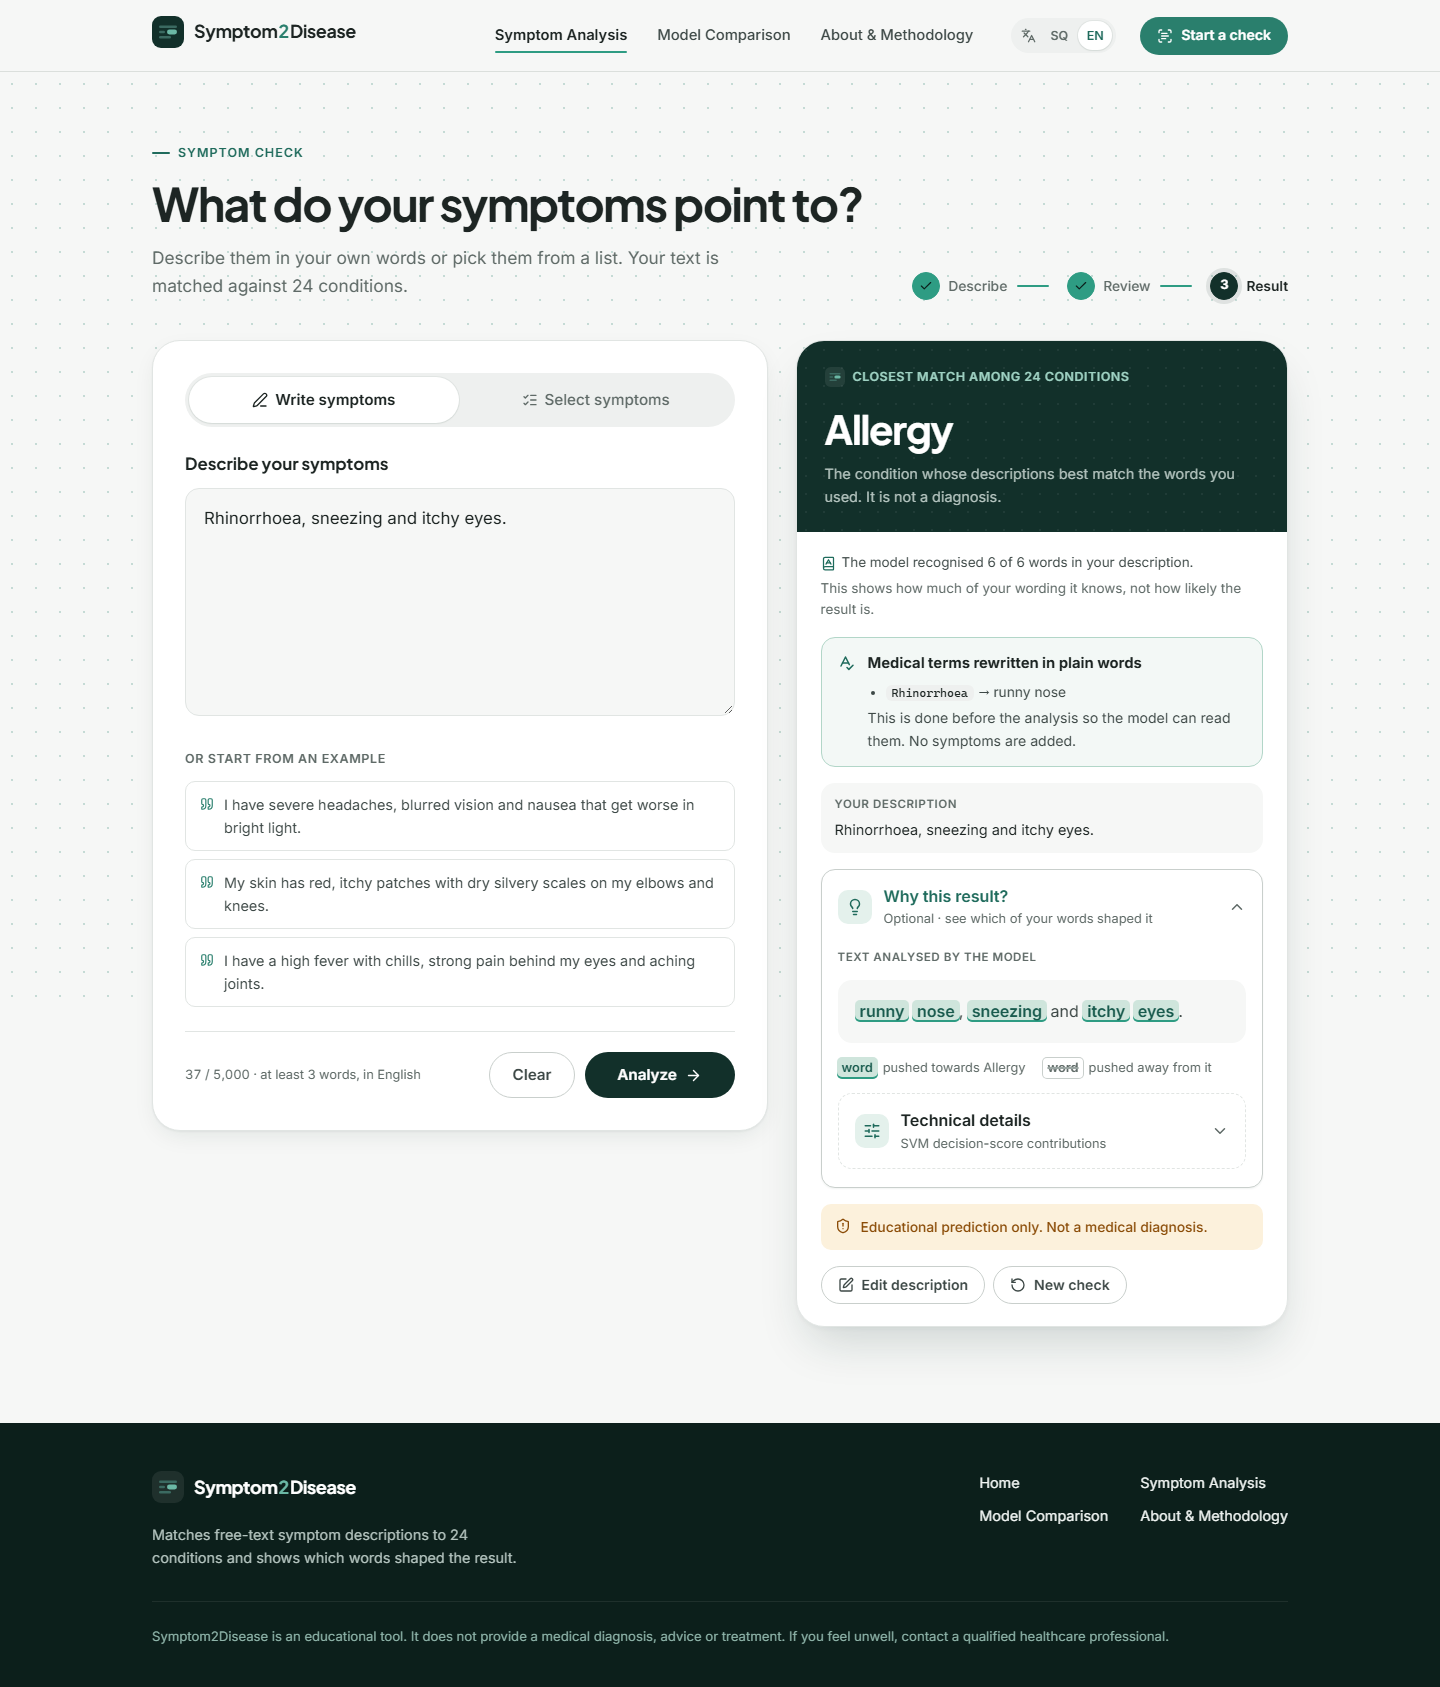 Symptom2Disease
Symptom Analysis
Model Comparison
About & Methodology
SQ
EN
Start a check
SYMPTOM CHECK
What do your symptoms point to?
Describe them in your own words or pick them from a list. Your text is
matched against 24 conditions.
Describe
Review
3
Result
Write symptoms
Select symptoms
Describe your symptoms
Rhinorrhoea, sneezing and itchy eyes.
OR START FROM AN EXAMPLE
I have severe headaches, blurred vision and nausea that get worse in
bright light.
My skin has red, itchy patches with dry silvery scales on my elbows and
knees.
I have a high fever with chills, strong pain behind my eyes and aching
joints.
37 / 5,000 · at least 3 words, in English
Clear
Analyze →
CLOSEST MATCH AMONG 24 CONDITIONS
Allergy
The condition whose descriptions best match the words you
used. It is not a diagnosis.
The model recognised 6 of 6 words in your description.
This shows how much of your wording it knows, not how likely the
result is.
Medical terms rewritten in plain words
• Rhinorrhoea → runny nose
This is done before the analysis so the model can read
them. No symptoms are added.
YOUR DESCRIPTION
Rhinorrhoea, sneezing and itchy eyes.
Why this result?
Optional · see which of your words shaped it
TEXT ANALYSED BY THE MODEL
runny nose, sneezing and itchy eyes.
word pushed towards Allergy
word pushed away from it
Technical details
SVM decision-score contributions
Educational prediction only. Not a medical diagnosis.
Edit description
New check
Symptom2Disease
Matches free-text symptom descriptions to 24
conditions and shows which words shaped the result.
Home
Symptom Analysis
Model Comparison
About & Methodology
Symptom2Disease is an educational tool. It does not provide a medical diagnosis, advice or treatment. If you feel unwell, contact a qualified healthcare professional.